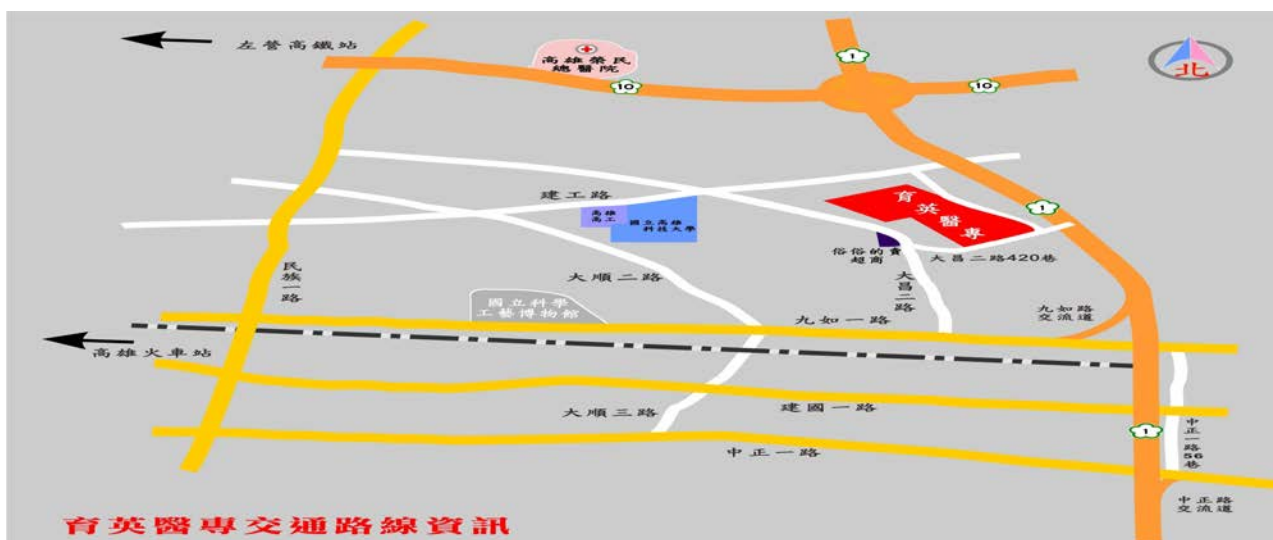 左營高鐵站
高雄榮民
總醫院
1
10
10
北
建工路
高雄
高工
國立高雄
科技大學
育英醫專
1
俗俗的賣
超商
大昌二路420巷
民族一路
大順二路
大昌二路
國立科學
工藝博物館
九如一路
九如路
交流道
高雄火車站
大順三路
建國一路
中正一路
1
中正一路56巷
中正路
交流道
育英醫專交通路線資訊